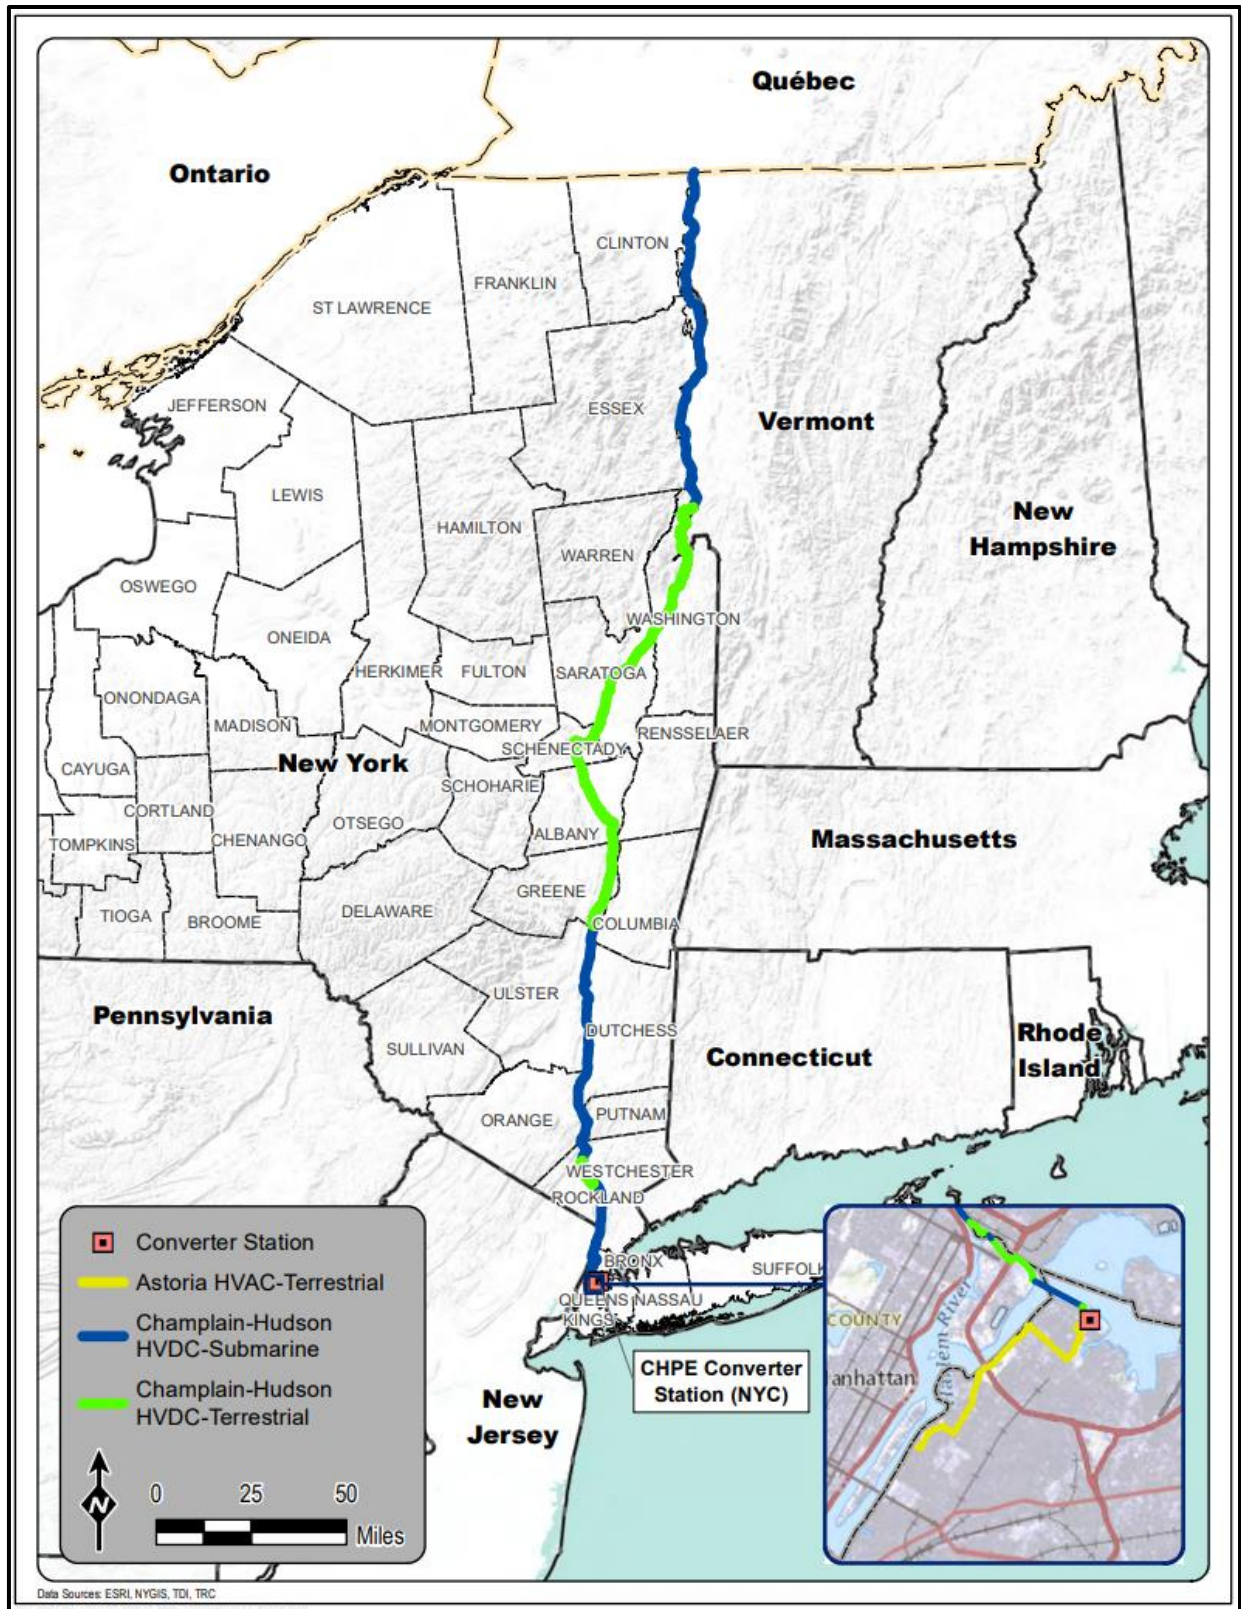 Québec
Ontario
CLINTON
FRANKLIN
ST LAWRENCE
JEFFERSON
ESSEX
Vermont
LEWIS
HAMILTON
New
Hampshire
WARREN
OSWEGO
WASHINGTON
ONEIDA
HERKIMER
FULTON
SARATOGA
ONONDAGA
MADISON
MONTGOMERY
RENSSELAER
SCHENECTADY
New York
CAYUGA
SCHOHARIE
CORTLAND
OTSEGO
ALBANY
Massachusetts
TOMPKINS
CHENANGO
GREENE
TIOGA
BROOME
DELAWARE
COLUMBIA
ULSTER
Pennsylvania
DUTCHESS
Rhode
Island
SULLIVAN
Connecticut
ORANGE
PUTNAM
WESTCHESTER
ROCKLAND
BRONX
SUFFOLK
QUEENS
NASSAU
KINGS
CHPE Converter
Station (NYC)
New
Jersey
Converter Station
Astoria HVAC-Terrestrial
Champlain-Hudson
HVDC-Submarine
Champlain-Hudson
HVDC-Terrestrial
N
0 25 50
Miles
COUNTY
Harlem River
anhattan
Data Sources: ESRI, NYGIS, TDI, TRC